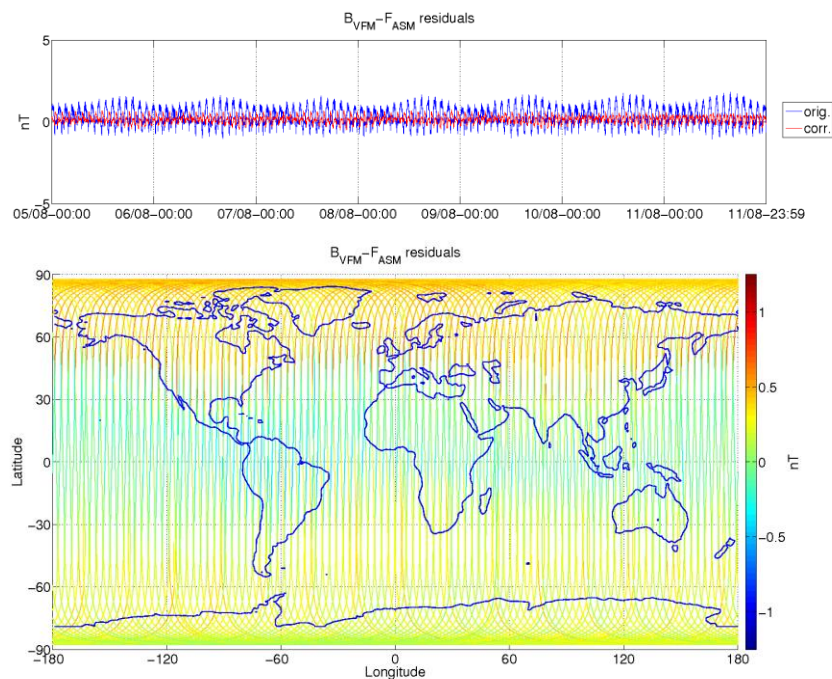 B_VFM−F_ASM residuals
5
nT
0
−5
05/08−00:00 06/08−00:00 07/08−00:00 08/08−00:00 09/08−00:00 10/08−00:00 11/08−00:00 11/08−23:59
orig.
corr.
B_VFM−F_ASM residuals
90
60
30
Latitude
0
−30
−60
−90
−180 −120 −60 0 60 120 180
Longitude
1
0.5
0
nT
−0.5
−1